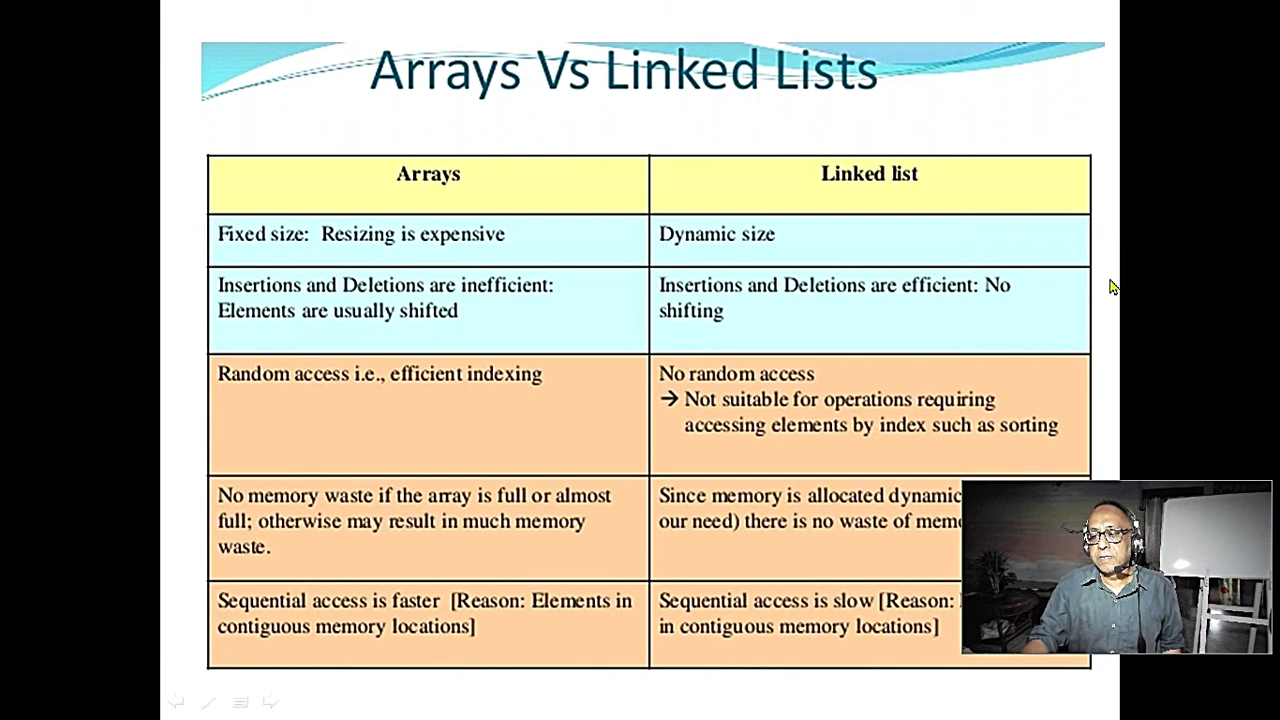 Arrays Vs Linked Lists
Arrays
Linked list
Fixed size: Resizing is expensive
Dynamic size
Insertions and Deletions are inefficient:
Elements are usually shifted
Insertions and Deletions are efficient: No
shifting
Random access i.e., efficient indexing
No random access
→ Not suitable for operations requiring
accessing elements by index such as sorting
No memory waste if the array is full or almost
full; otherwise may result in much memory
waste.
Since memory is allocated
our need) there is no waste of
Sequential access is faster [Reason: Elements in
contiguous memory locations]
Sequential access is slow [Reason:
in contiguous memory locations]